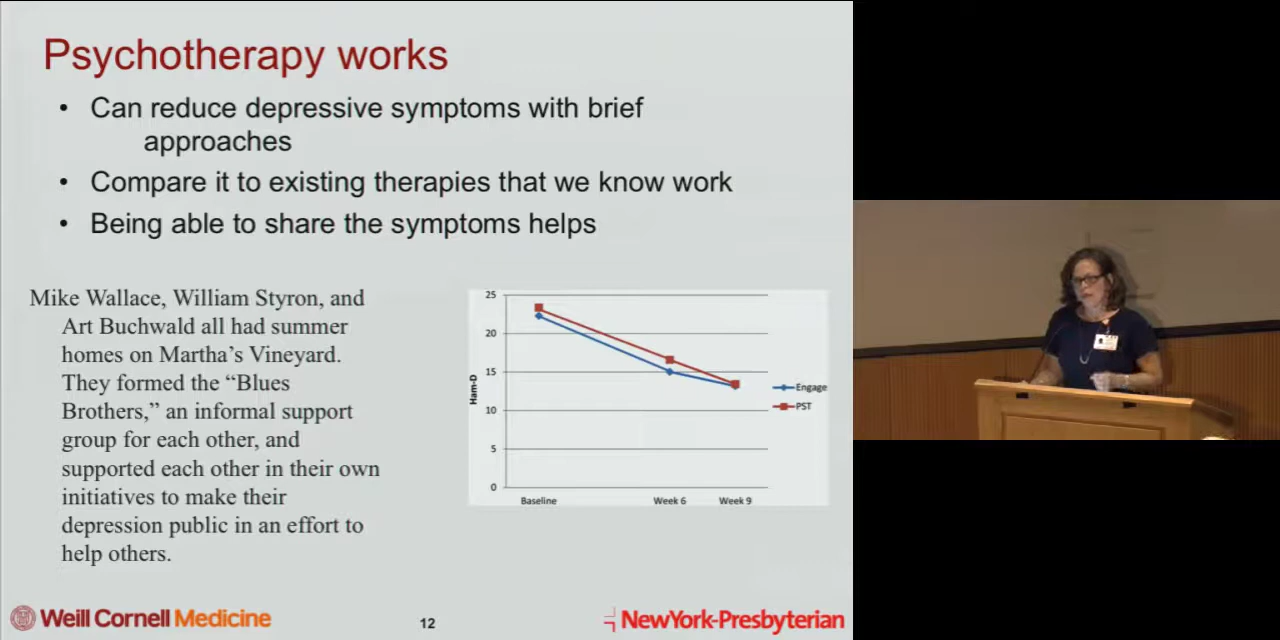 Psychotherapy works
• Can reduce depressive symptoms with brief
approaches
• Compare it to existing therapies that we know work
• Being able to share the symptoms helps
Mike Wallace, William Styron, and
Art Buchwald all had summer
homes on Martha's Vineyard.
They formed the “Blues
Brothers,” an informal support
group for each other, and
supported each other in their own
initiatives to make their
depression public in an effort to
help others.
25
20
15
10
5
0
Ham-D
Baseline
Week 6
Week 9
Engage
PST
Weill Cornell Medicine
12
NewYork-Presbyterian